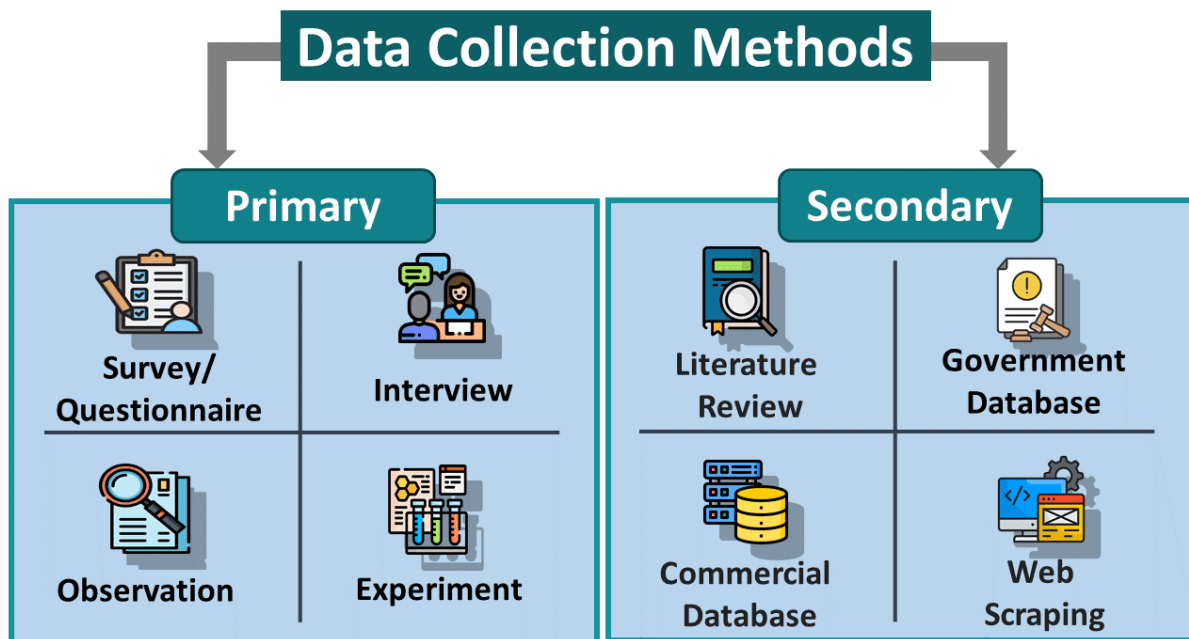 Data Collection Methods
Primary
Secondary
Survey/
Questionnaire
Interview
Observation
Experiment
Literature
Review
Government
Database
Commercial
Database
Web
Scraping